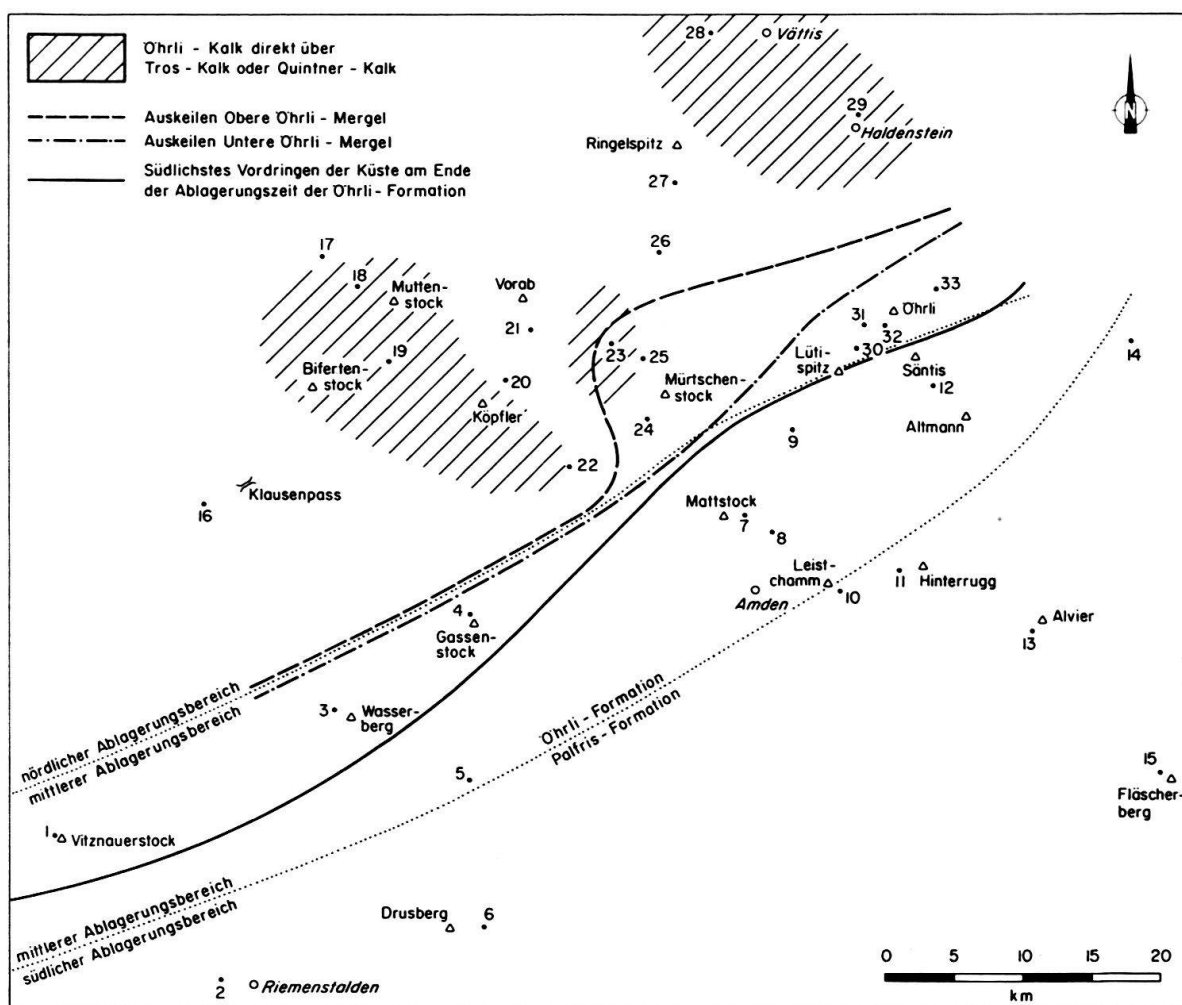 Öhrli - Kalk direkt über
Tros - Kalk oder Quintner - Kalk
Auskeilen Obere Öhrli - Mergel
Auskeilen Untere Öhrli - Mergel
Südlichstes Vordringen der Küste am Ende
der Ablagerungszeit der Öhrli - Formation
28
Vättis
N
29
Haldenstein
Ringelspitz
27
26
17
18
Mutten-
stock
Vorab
21
33
Öhrli
31
32
30
Lüti-
spitz
Säntis
12
14
Altmann
19
Biferten-
stock
20
Köpfler
23
25
Mürtschen-
stock
24
9
22
Klausenpass
16
Mattstock
7
8
Leist-
chamm
10
11
Hinterrugg
Amden
Alvier
13
4
Gassen-
stock
3
Wasser-
berg
nördlicher Ablagerungsbereich
mittlerer Ablagerungsbereich
Öhrli - Formation
Palfris - Formation
5
15
Fläscher-
berg
1
Vitznauerstock
mittlerer Ablagerungsbereich
südlicher Ablagerungsbereich
Drusberg
6
2
Riemenstalden
0 5 10 15 20
km